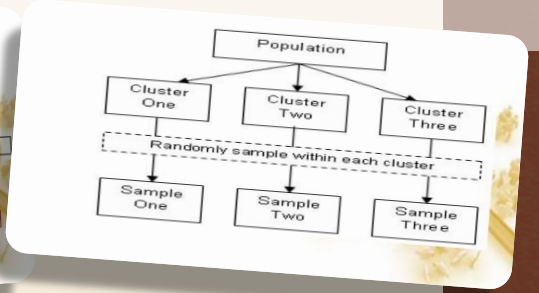 Population
Cluster
One
Cluster
Two
Cluster
Three
Randomly sample within each cluster
Sample
One
Sample
Two
Sample
Three